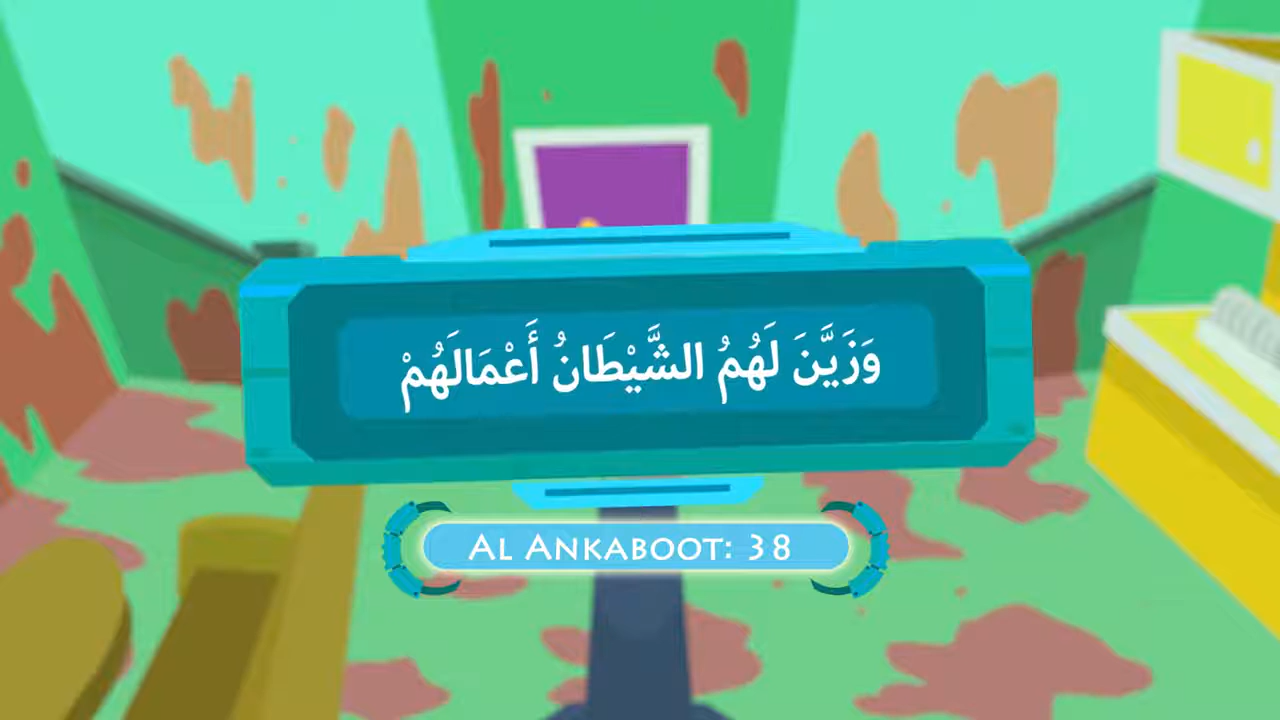 وَزَيَّنَ لَهُمُ الشَّيْطَانُ أَعْمَالَهُمْ
AL ANKABOOT: 38